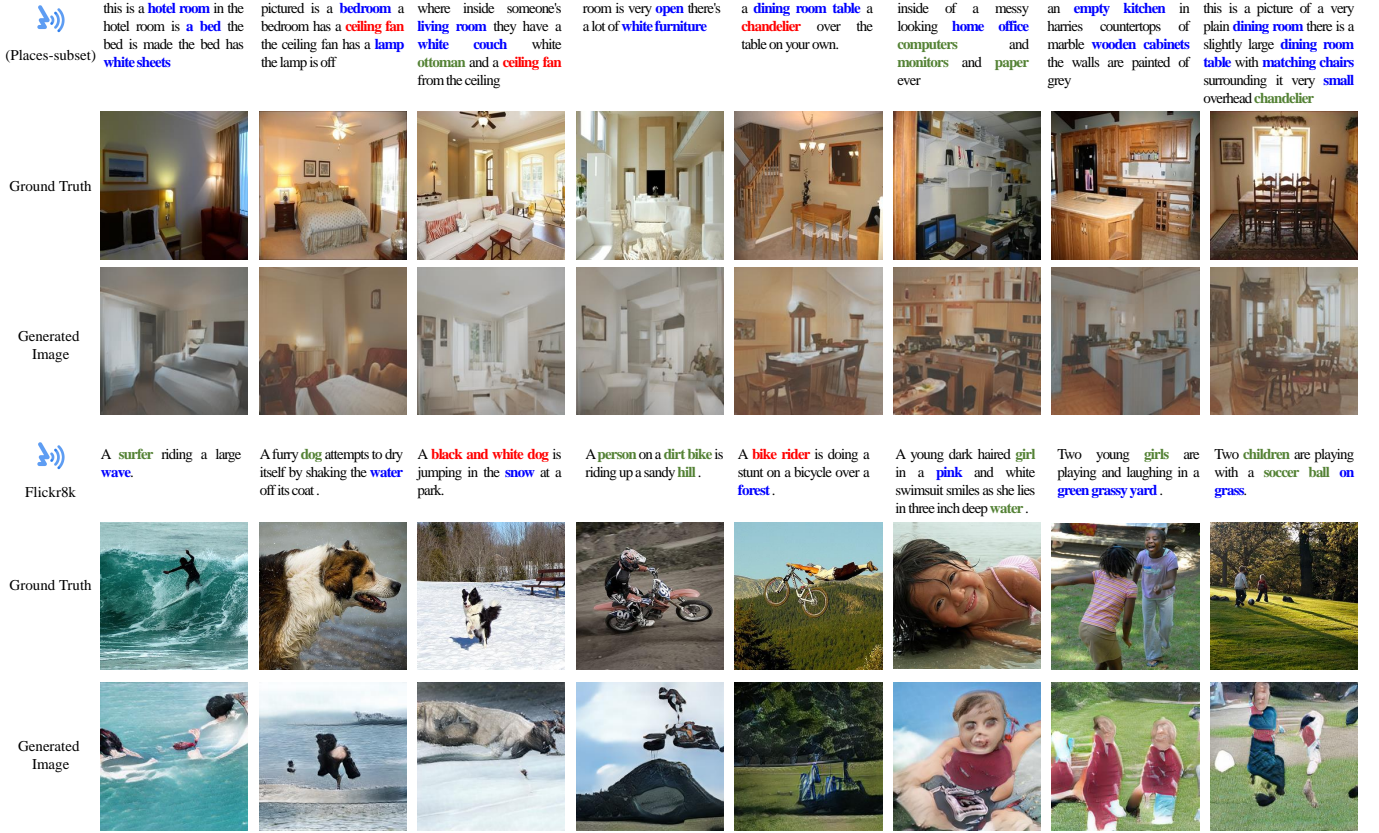 (Places-subset)
this is a hotel room in the
hotel room is a bed the
bed is made the bed has
white sheets
pictured is a bedroom a
bedroom has a ceiling fan
the ceiling fan has a lamp
the lamp is off
where inside someone's
living room they have a
white couch white
ottoman and a ceiling fan
from the ceiling
room is very open there's
a lot of white furniture
a dining room table a
chandelier over the
table on your own.
inside of a messy
looking home office
computers and
monitors and paper
ever
an empty kitchen in
harries countertops of
marble wooden cabinets
the walls are painted of
grey
this is a picture of a very
plain dining room there is a
slightly large dining room
table with matching chairs
surrounding it very small
overhead chandelier
Ground Truth
Generated
Image
Flickr8k
A surfer riding a large
wave.
A furry dog attempts to dry
itself by shaking the water
off its coat .
A black and white dog is
jumping in the snow at a
park.
A person on a dirt bike is
riding up a sandy hill .
A bike rider is doing a
stunt on a bicycle over a
forest .
A young dark haired girl
in a pink and white
swimsuit smiles as she lies
in three inch deep water .
Two young girls are
playing and laughing in a
green grassy yard .
Two children are playing
with a soccer ball on
grass.
Ground Truth
Generated
Image